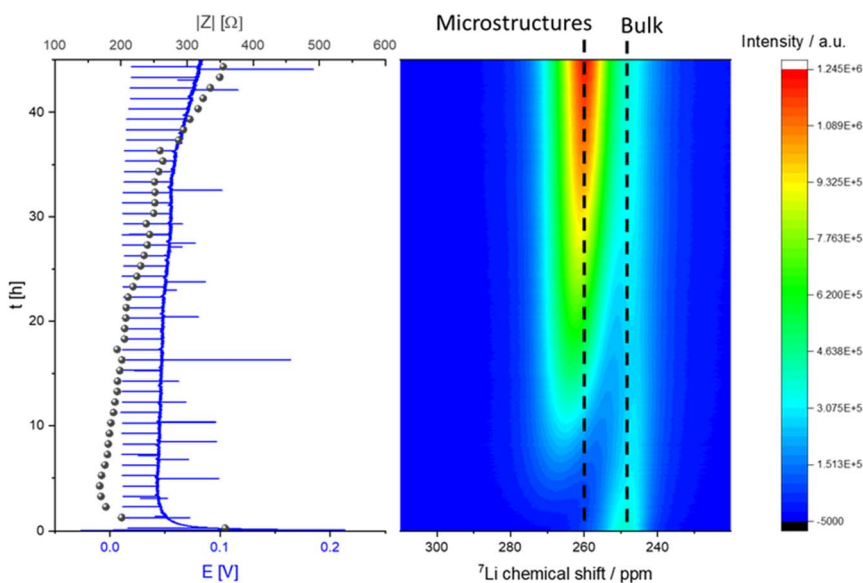 |Z| [Ω]
100 200 300 400 500 600
t [h]
40
30
20
10
0
0.0 0.1 0.2
E [V]
Microstructures Bulk
300 280 260 240
⁷Li chemical shift / ppm
Intensity / a.u.
1.245E+6
1.089E+6
9.325E+5
7.763E+5
6.200E+5
4.638E+5
3.075E+5
1.513E+5
-5000